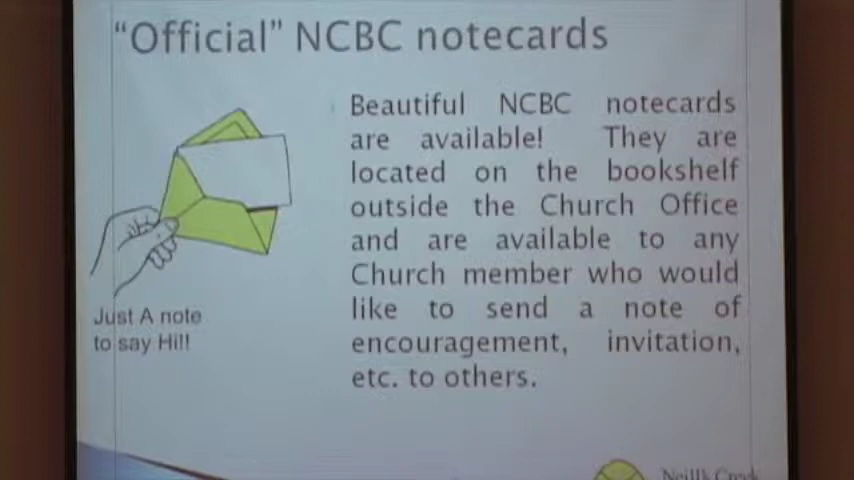 “Official” NCBC notecards
Beautiful NCBC notecards
are available! They are
located on the bookshelf
outside the Church Office
and are available to any
Church member who would
like to send a note of
encouragement, invitation,
etc. to others.
Just A note
to say Hi!!
Neill's Creek